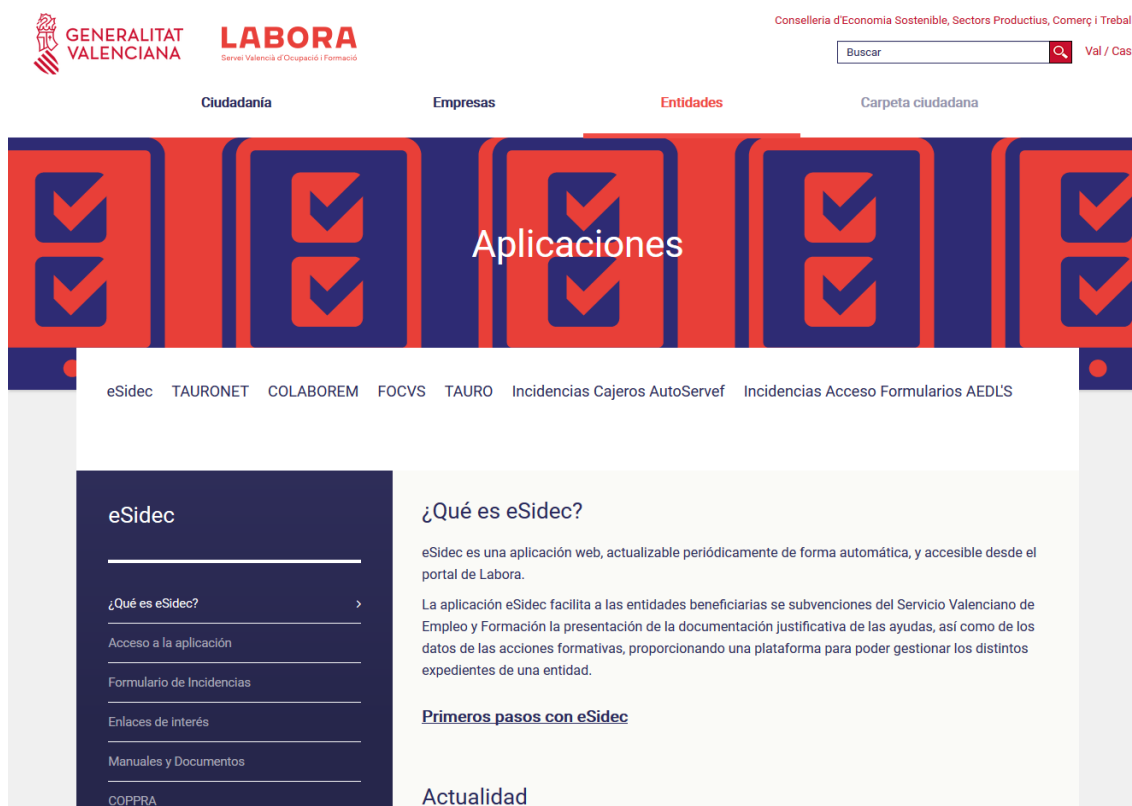 GENERALITAT
VALENCIANA
LABORA
Servei Valencià d'Ocupació i Formació
Conselleria d'Economia Sostenible, Sectors Productius, Comerç i Trebal
Buscar
Val / Cas
Ciudadanía
Empresas
Entidades
Carpeta ciudadana
Aplicaciones
eSidec TAURONET COLABOREM FOCVS TAURO Incidencias Cajeros AutoServef Incidencias Acceso Formularios AEDL'S
eSidec
¿Qué es eSidec?
Acceso a la aplicación
Formulario de Incidencias
Enlaces de interés
Manuales y Documentos
COPPRA
¿Qué es eSidec?
eSidec es una aplicación web, actualizable periódicamente de forma automática, y accesible desde el
portal de Labora.
La aplicación eSidec facilita a las entidades beneficiarias se subvenciones del Servicio Valenciano de
Empleo y Formación la presentación de la documentación justificativa de las ayudas, así como de los
datos de las acciones formativas, proporcionando una plataforma para poder gestionar los distintos
expedientes de una entidad.
Primeros pasos con eSidec
Actualidad